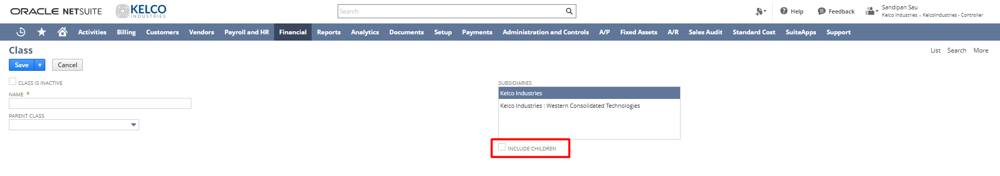 ORACLE NETSUITE
KELCO
INDUSTRIES
Search
Help
Feedback
Sandipan Sau
Kelco Industries - KelcoIndustries - Controller
Activities Billing Customers Vendors Payroll and HR Financial Reports Analytics Documents Setup Payments Administration and Controls A/P Fixed Assets A/R Sales Audit Standard Cost SuiteApps Support
Class
List Search More
Save Cancel
CLASS IS INACTIVE
NAME *
PARENT CLASS
SUBSIDIARIES
Kelco Industries
Kelco Industries : Western Consolidated Technologies
INCLUDE CHILDREN